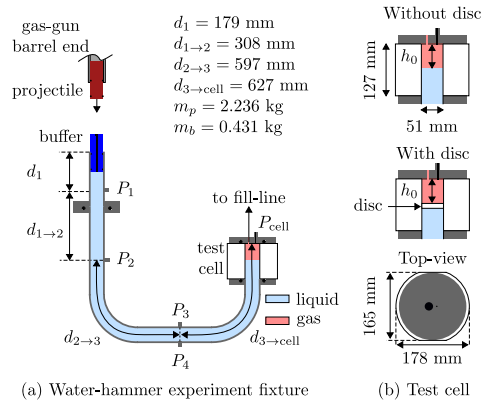 gas-gun
barrel end
projectile
d₁ = 179 mm
d₁→₂ = 308 mm
d₂→₃ = 597 mm
d₃→cell = 627 mm
mₚ = 2.236 kg
m_b = 0.431 kg
buffer
d₁
P₁
d₁→₂
P₂
to fill-line
P_cell
test
cell
liquid
gas
P₃
d₂→₃
d₃→cell
P₄
(a) Water-hammer experiment fixture
Without disc
h₀
127 mm
51 mm
With disc
h₀
disc
Top-view
165 mm
178 mm
(b) Test cell